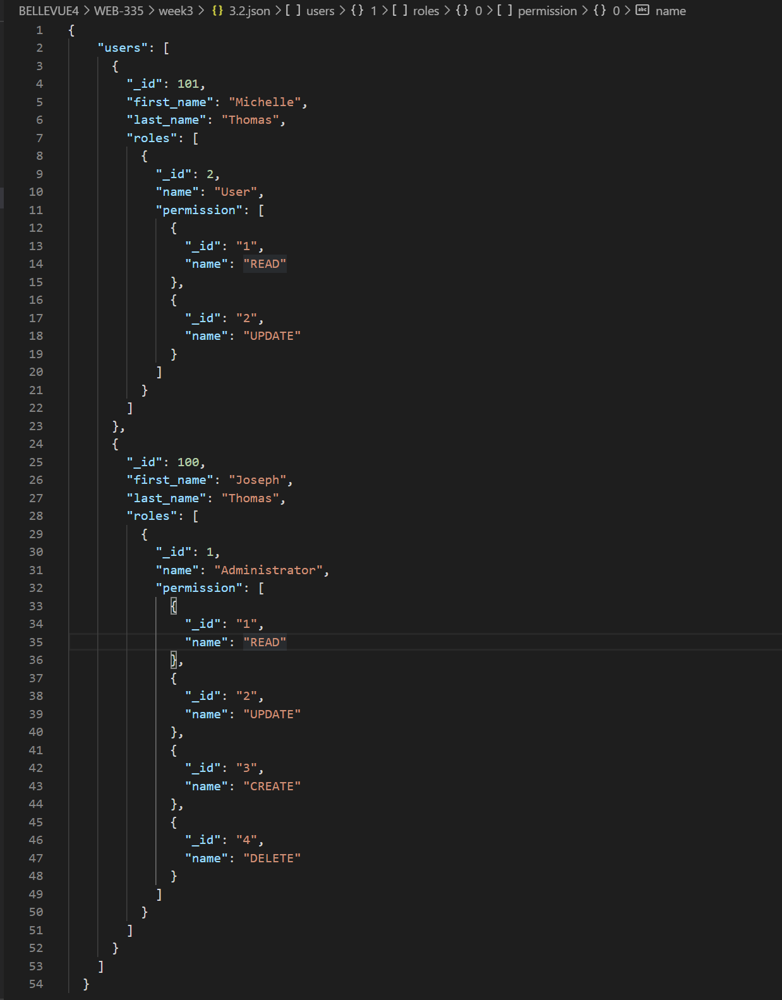 BELLEVUE4 > WEB-335 > week3 > {} 3.2.json > [ ] users > {} 1 > [ ] roles > {} 0 > [ ] permission > {} 0 > abc name
1 {
2 "users": [
3 {
4 "_id": 101,
5 "first_name": "Michelle",
6 "last_name": "Thomas",
7 "roles": [
8 {
9 "_id": 2,
10 "name": "User",
11 "permission": [
12 {
13 "_id": "1",
14 "name": "READ"
15 },
16 {
17 "_id": "2",
18 "name": "UPDATE"
19 }
20 ]
21 }
22 ]
23 },
24 {
25 "_id": 100,
26 "first_name": "Joseph",
27 "last_name": "Thomas",
28 "roles": [
29 {
30 "_id": 1,
31 "name": "Administrator",
32 "permission": [
33 {
34 "_id": "1",
35 "name": "READ"
36 },
37 {
38 "_id": "2",
39 "name": "UPDATE"
40 },
41 {
42 "_id": "3",
43 "name": "CREATE"
44 },
45 {
46 "_id": "4",
47 "name": "DELETE"
48 }
49 ]
50 }
51 ]
52 }
53 ]
54 }